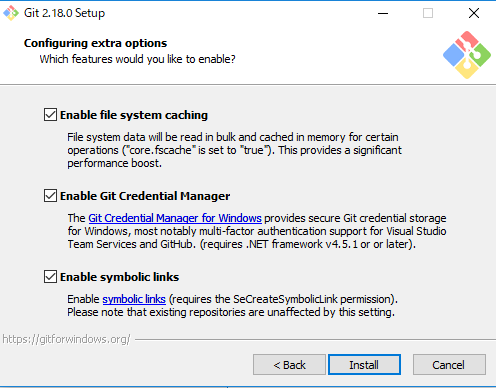 Git 2.18.0 Setup
Configuring extra options
Which features would you like to enable?
Enable file system caching
File system data will be read in bulk and cached in memory for certain
operations ("core.fscache" is set to "true"). This provides a significant
performance boost.
Enable Git Credential Manager
The Git Credential Manager for Windows provides secure Git credential storage
for Windows, most notably multi-factor authentication support for Visual Studio
Team Services and GitHub. (requires .NET framework v4.5.1 or or later).
Enable symbolic links
Enable symbolic links (requires the SeCreateSymbolicLink permission).
Please note that existing repositories are unaffected by this setting.
https://gitforwindows.org/
< Back
Install
Cancel